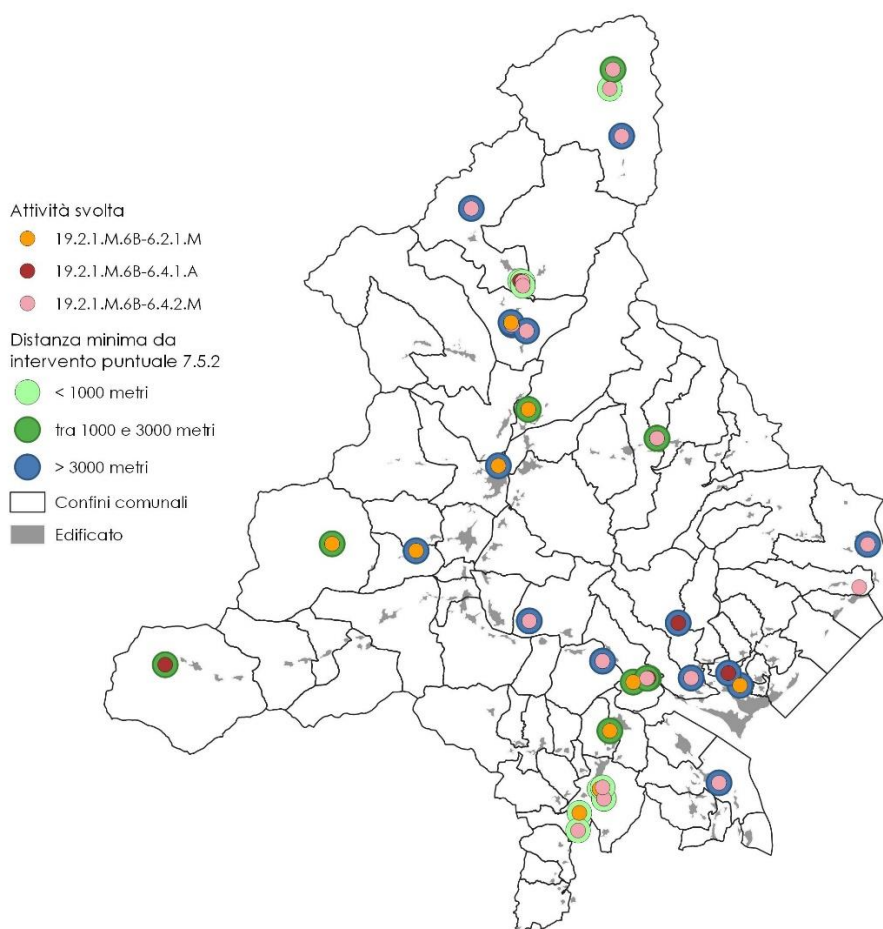 Attività svolta
19.2.1.M.6B-6.2.1.M
19.2.1.M.6B-6.4.1.A
19.2.1.M.6B-6.4.2.M
Distanza minima da
intervento puntuale 7.5.2
< 1000 metri
tra 1000 e 3000 metri
> 3000 metri
Confini comunali
Edificato